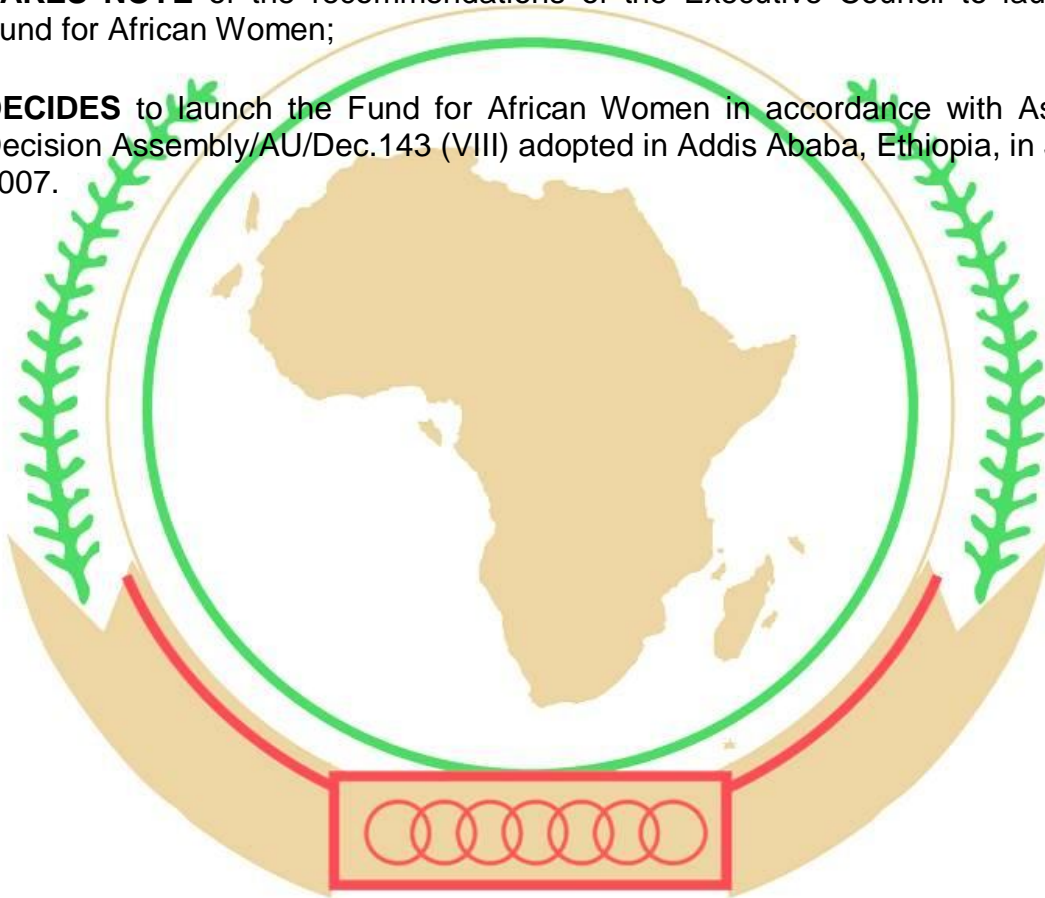 AKES NOTE of the recommendations of the Executive Council to lau
und for African Women;
DECIDES to launch the Fund for African Women in accordance with As
Decision Assembly/AU/Dec.143 (VIII) adopted in Addis Ababa, Ethiopia, in
007.